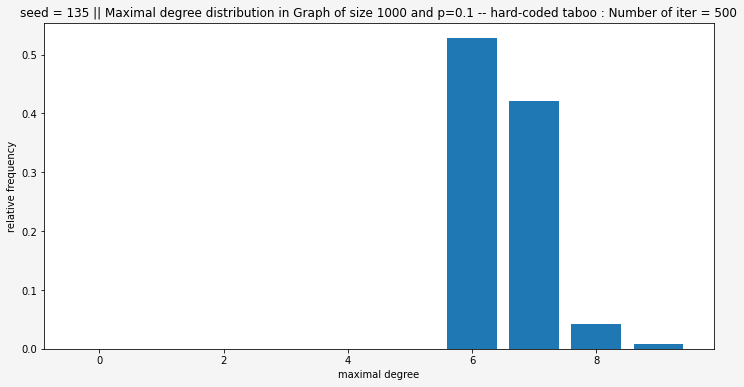 seed = 135 || Maximal degree distribution in Graph of size 1000 and p=0.1 -- hard-coded taboo : Number of iter = 500
relative frequency
0.5
0.4
0.3
0.2
0.1
0.0
0 2 4 6 8
maximal degree